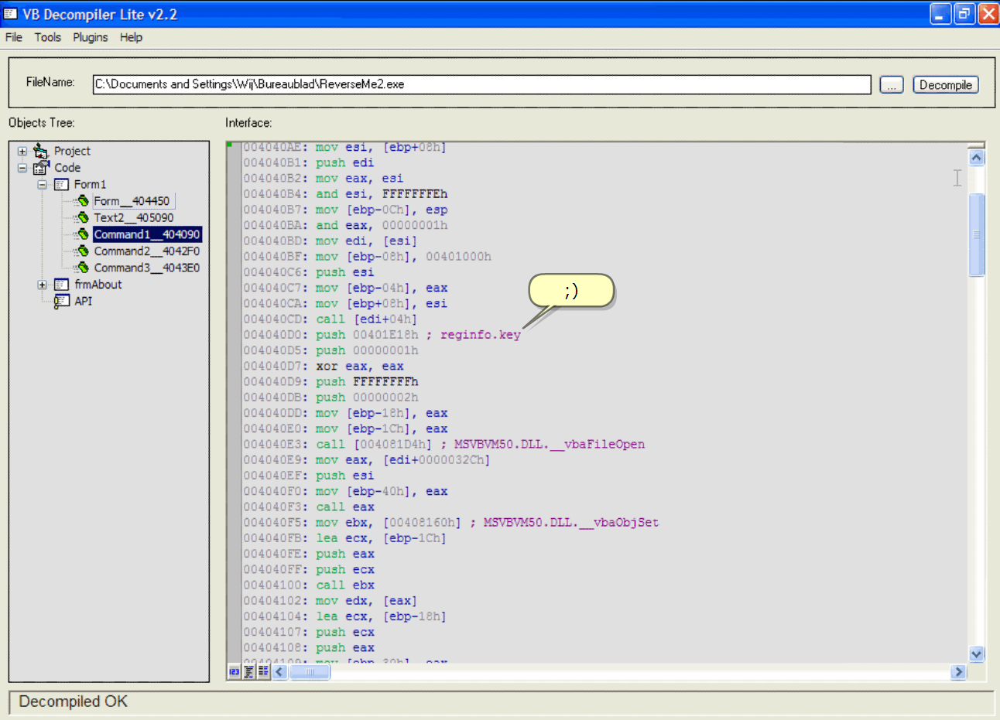 VB Decompiler Lite v2.2
File Tools Plugins Help
FileName: C:\Documents and Settings\Wij\Bureaublad\ReverseMe2.exe ... Decompile
Objects Tree:
Interface:
Project
Code
Form1
Form__404450
Text2__405090
Command1__404090
Command2__4042F0
Command3__4043E0
frmAbout
API
004040AE: mov esi, [ebp+08h]
004040B1: push edi
004040B2: mov eax, esi
004040B4: and esi, FFFFFFFEh
004040B7: mov [ebp-0Ch], esp
004040BA: and eax, 00000001h
004040BD: mov edi, [esi]
004040BF: mov [ebp-08h], 00401000h
004040C6: push esi
004040C7: mov [ebp-04h], eax
004040CA: mov [ebp+08h], esi
004040CD: call [edi+04h]
004040D0: push 00401E18h ; reginfo.key
;)
004040D5: push 00000001h
004040D7: xor eax, eax
004040D9: push FFFFFFFFh
004040DB: push 00000002h
004040DD: mov [ebp-18h], eax
004040E0: mov [ebp-1Ch], eax
004040E3: call [004081D4h] ; MSVBVM50.DLL.__vbaFileOpen
004040E9: mov eax, [edi+0000032Ch]
004040EF: push esi
004040F0: mov [ebp-40h], eax
004040F3: call eax
004040F5: mov ebx, [00408160h] ; MSVBVM50.DLL.__vbaObjSet
004040FB: lea ecx, [ebp-1Ch]
004040FE: push eax
004040FF: push ecx
00404100: call ebx
00404102: mov edx, [eax]
00404104: lea ecx, [ebp-18h]
00404107: push ecx
00404108: push eax
00404109: mov [ebp-30h], eax
123
Decompiled OK